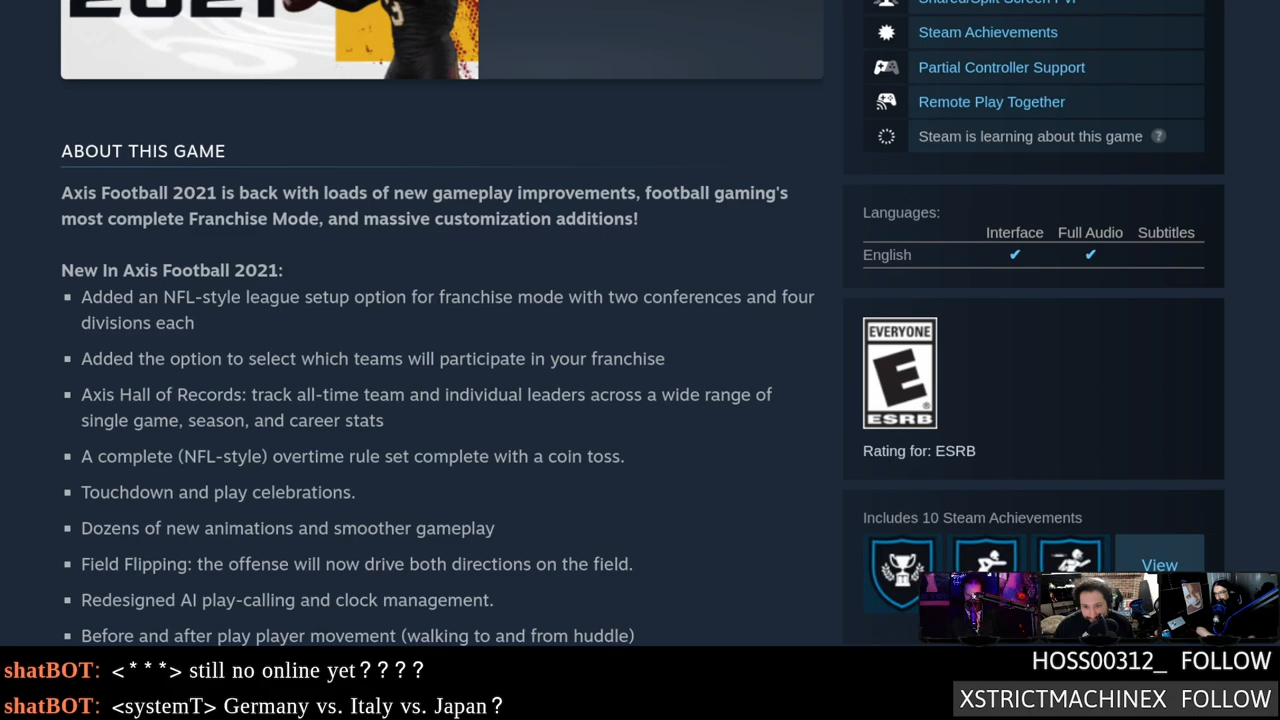 2021
Shared/Split Screen PvP
Steam Achievements
Partial Controller Support
Remote Play Together
Steam is learning about this game ?
ABOUT THIS GAME
Axis Football 2021 is back with loads of new gameplay improvements, football gaming's
most complete Franchise Mode, and massive customization additions!
New In Axis Football 2021:
Added an NFL-style league setup option for franchise mode with two conferences and four
divisions each
Added the option to select which teams will participate in your franchise
Axis Hall of Records: track all-time team and individual leaders across a wide range of
single game, season, and career stats
A complete (NFL-style) overtime rule set complete with a coin toss.
Touchdown and play celebrations.
Dozens of new animations and smoother gameplay
Field Flipping: the offense will now drive both directions on the field.
Redesigned AI play-calling and clock management.
Before and after play player movement (walking to and from huddle)
Languages:
Interface Full Audio Subtitles
English ✔ ✔
EVERYONE
E
ESRB
Rating for: ESRB
Includes 10 Steam Achievements
View
shatBOT: <***> still no online yet????
shatBOT: <systemT> Germany vs. Italy vs. Japan?
HOSS00312_ FOLLOW
XSTRICTMACHINEX FOLLOW